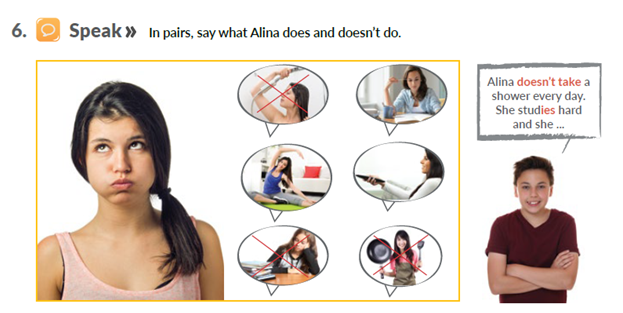 6. Speak» In pairs, say what Alina does and doesn't do.
Alina doesn't take a
shower every day.
She studies hard
and she ...